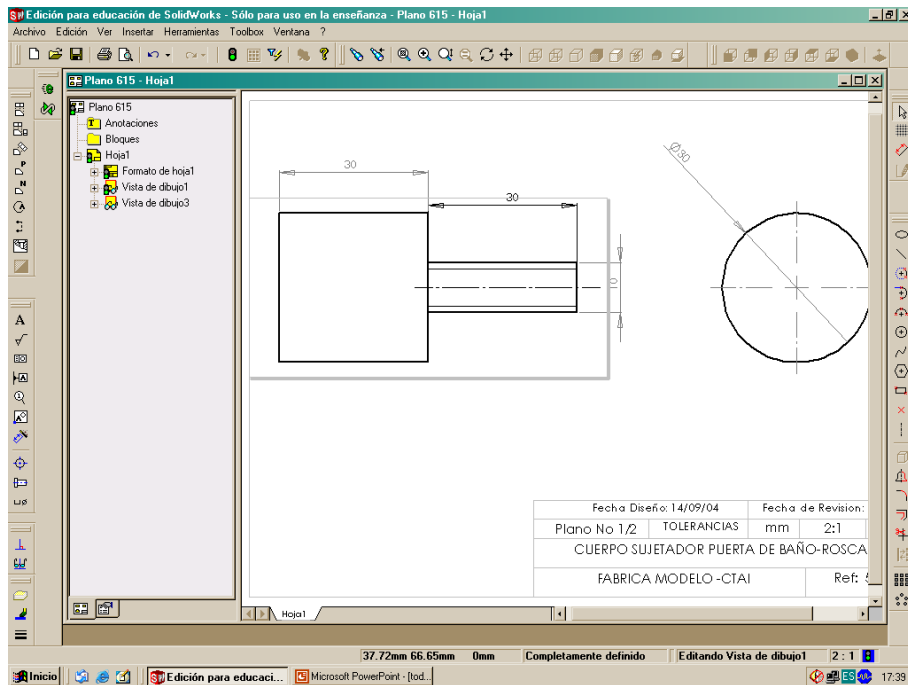 Edición para educación de SolidWorks - Sólo para uso en la enseñanza - Plano 615 - Hoja1
Archivo Edición Ver Insertar Herramientas Toolbox Ventana ?
Plano 615 - Hoja1
Plano 615
Anotaciones
Bloques
Hoja1
Formato de hoja1
Vista de dibujo1
Vista de dibujo3
30
30
Ø30
Fecha Diseño: 14/09/04 Fecha de Revision:
Plano No 1/2 TOLERANCIAS mm 2:1
CUERPO SUJETADOR PUERTA DE BAÑO-ROSCA
FABRICA MODELO -CTAI Ref:
Hoja1
37.72mm 66.65mm 0mm Completamente definido Editando Vista de dibujo1 2 : 1
Inicio Edición para educaci... Microsoft PowerPoint - [tod... ES 17:39